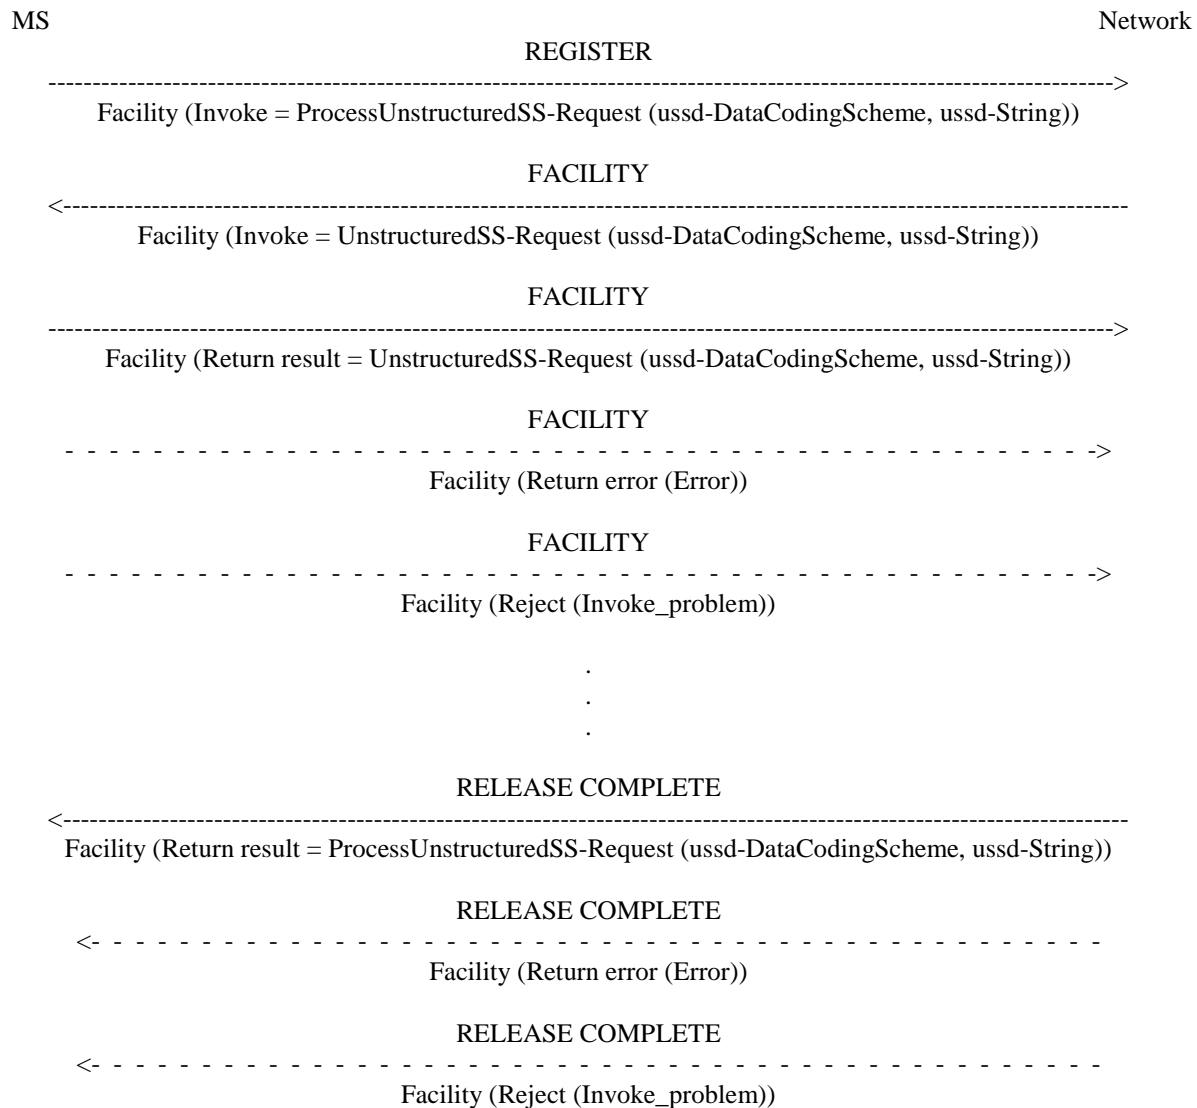 MS Network
REGISTER
------------------------------------------------------------------------------------------------------------------------>
Facility (Invoke = ProcessUnstructuredSS-Request (ussd-DataCodingScheme, ussd-String))
FACILITY
<------------------------------------------------------------------------------------------------------------------------
Facility (Invoke = UnstructuredSS-Request (ussd-DataCodingScheme, ussd-String))
FACILITY
------------------------------------------------------------------------------------------------------------------------>
Facility (Return result = UnstructuredSS-Request (ussd-DataCodingScheme, ussd-String))
FACILITY
- - - - - - - - - - - - - - - - - - - - - - - - - - - - - - - - - - - - - - - - - - - - - - ->
Facility (Return error (Error))
FACILITY
- - - - - - - - - - - - - - - - - - - - - - - - - - - - - - - - - - - - - - - - - - - - - - ->
Facility (Reject (Invoke_problem))
.
.
.
RELEASE COMPLETE
<------------------------------------------------------------------------------------------------------------------------
Facility (Return result = ProcessUnstructuredSS-Request (ussd-DataCodingScheme, ussd-String))
RELEASE COMPLETE
<- - - - - - - - - - - - - - - - - - - - - - - - - - - - - - - - - - - - - - - - - - - - - -
Facility (Return error (Error))
RELEASE COMPLETE
<- - - - - - - - - - - - - - - - - - - - - - - - - - - - - - - - - - - - - - - - - - - - - -
Facility (Reject (Invoke_problem))